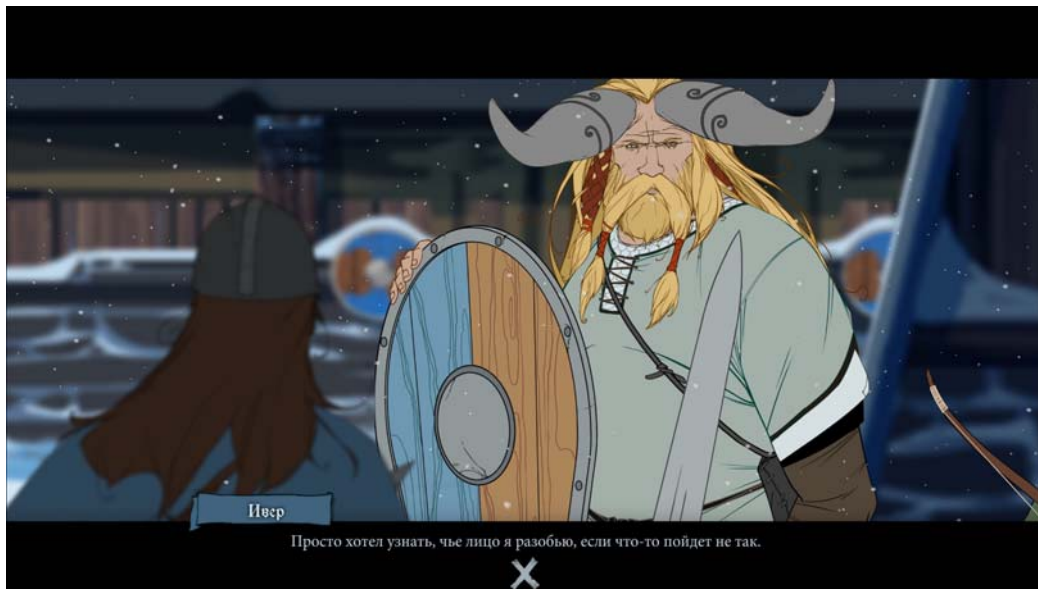 Ивер
Просто хотел узнать, чье лицо я разобью, если что-то пойдет не так.